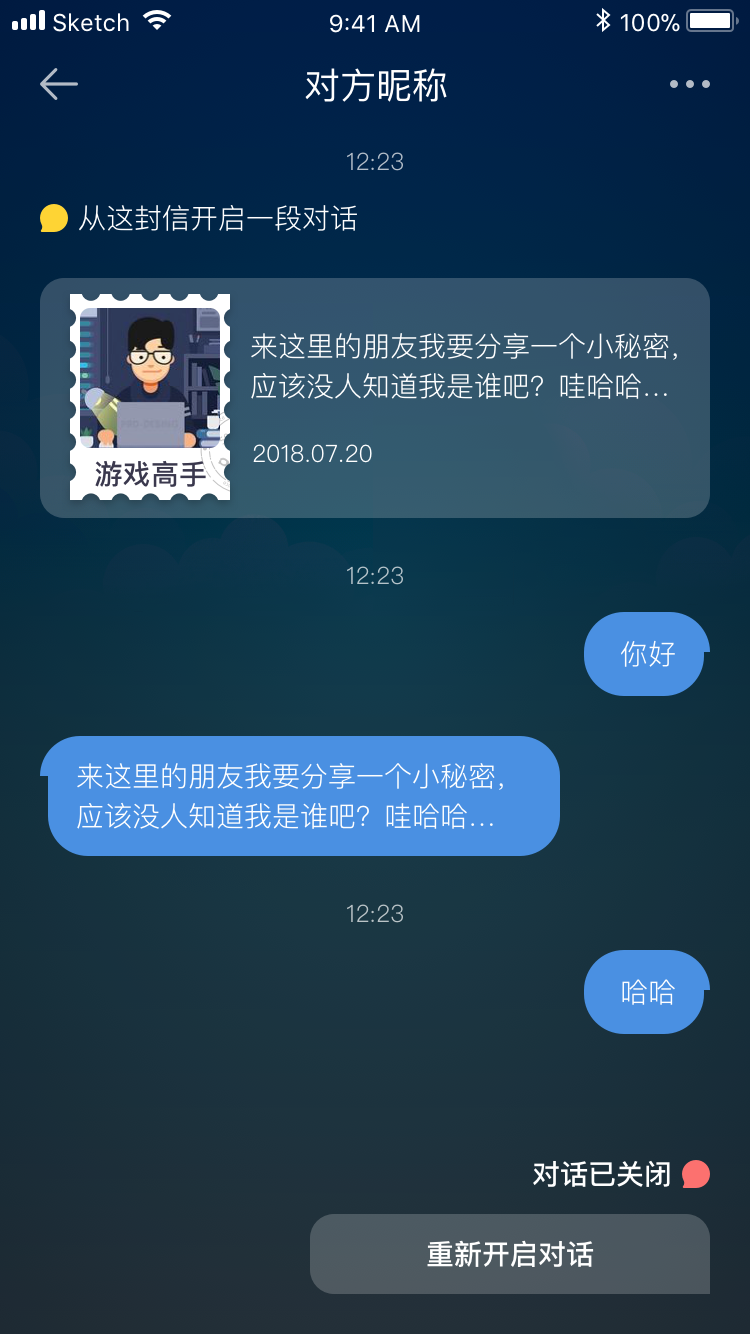 Sketch 9:41 AM 100%
对方昵称
12:23
从这封信开启一段对话
来这里的朋友我要分享一个小秘密，
应该没人知道我是谁吧？哇哈哈...
2018.07.20
游戏高手
12:23
你好
来这里的朋友我要分享一个小秘密，
应该没人知道我是谁吧？哇哈哈...
12:23
哈哈
对话已关闭
重新开启对话